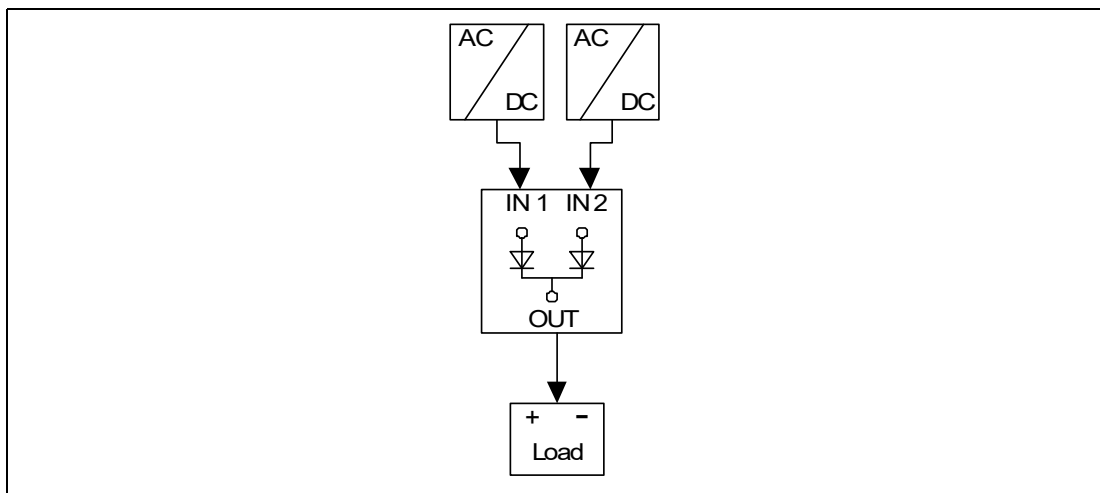 AC AC
DC DC
IN 1 IN 2
OUT
+ -
Load